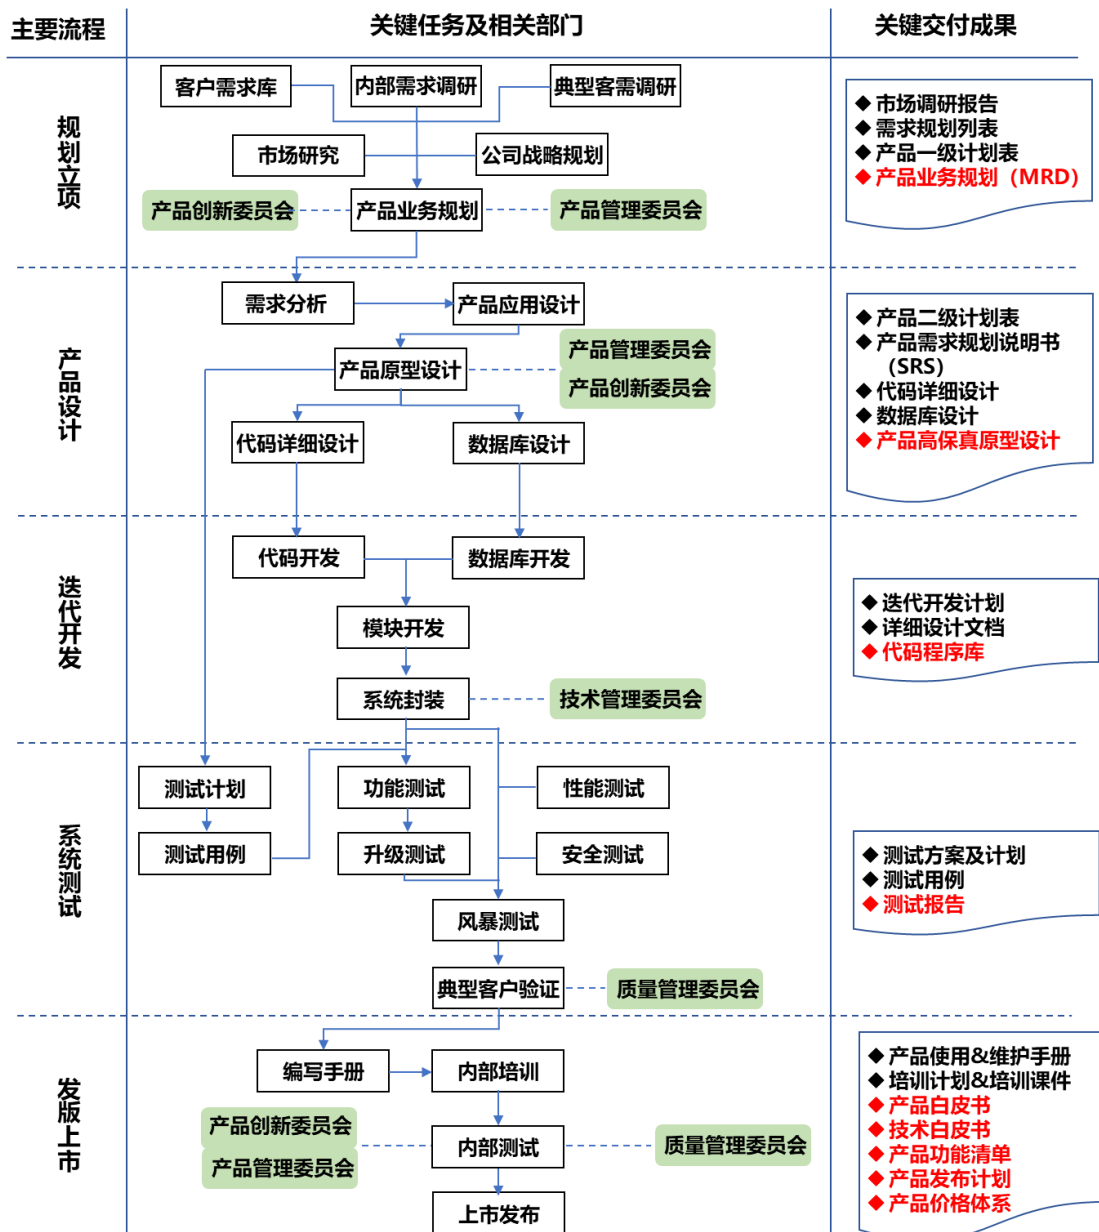 主要流程
关键任务及相关部门
关键交付成果
规划立项
客户需求库
内部需求调研
典型客需调研
市场研究
公司战略规划
产品创新委员会
产品业务规划
产品管理委员会
◆ 市场调研报告
◆ 需求规划列表
◆ 产品一级计划表
◆ 产品业务规划（MRD）
产品设计
需求分析
产品应用设计
产品管理委员会
产品原型设计
产品创新委员会
代码详细设计
数据库设计
◆ 产品二级计划表
◆ 产品需求规划说明书
（SRS）
◆ 代码详细设计
◆ 数据库设计
◆ 产品高保真原型设计
迭代开发
代码开发
数据库开发
模块开发
系统封装
技术管理委员会
◆ 迭代开发计划
◆ 详细设计文档
◆ 代码程序库
系统测试
测试计划
功能测试
性能测试
测试用例
升级测试
安全测试
风暴测试
典型客户验证
质量管理委员会
◆ 测试方案及计划
◆ 测试用例
◆ 测试报告
发版上市
编写手册
内部培训
产品创新委员会
内部测试
质量管理委员会
产品管理委员会
上市发布
◆ 产品使用&维护手册
◆ 培训计划&培训课件
◆ 产品白皮书
◆ 技术白皮书
◆ 产品功能清单
◆ 产品发布计划
◆ 产品价格体系